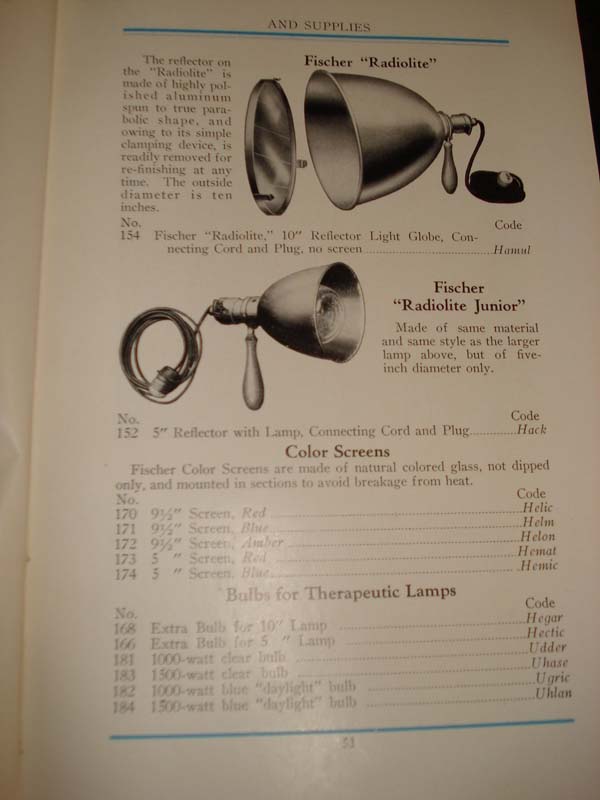 AND SUPPLIES
The reflector on
the "Radiolite" is
made of highly pol-
ished aluminum
spun to true para-
bolic shape, and
owing to its simple
clamping device, is
readily removed for
re-finishing at any
time. The outside
diameter is ten
inches.
Fischer "Radiolite"
No. Code
154 Fischer "Radiolite," 10" Reflector Light Globe, Con-
necting Cord and Plug, no screen Hamul
Fischer
"Radiolite Junior"
Made of same material
and same style as the larger
lamp above, but of five-
inch diameter only.
No. Code
152 5" Reflector with Lamp, Connecting Cord and Plug Hack
Color Screens
Fischer Color Screens are made of natural colored glass, not dipped
only, and mounted in sections to avoid breakage from heat.
No. Code
170 9½" Screen, Red Helic
171 9½" Screen, Blue Helm
172 9½" Screen, Amber Helon
173 5 " Screen, Red Hemat
174 5 " Screen, Blue Hemic
Bulbs for Therapeutic Lamps
No. Code
168 Extra Bulb for 10" Lamp Hegar
166 Extra Bulb for 5 " Lamp Hectic
181 1000-watt clear bulb Udder
183 1500-watt clear bulb Uhase
182 1000-watt blue "daylight" bulb Ugric
184 1500-watt blue "daylight" bulb Uhlan
51